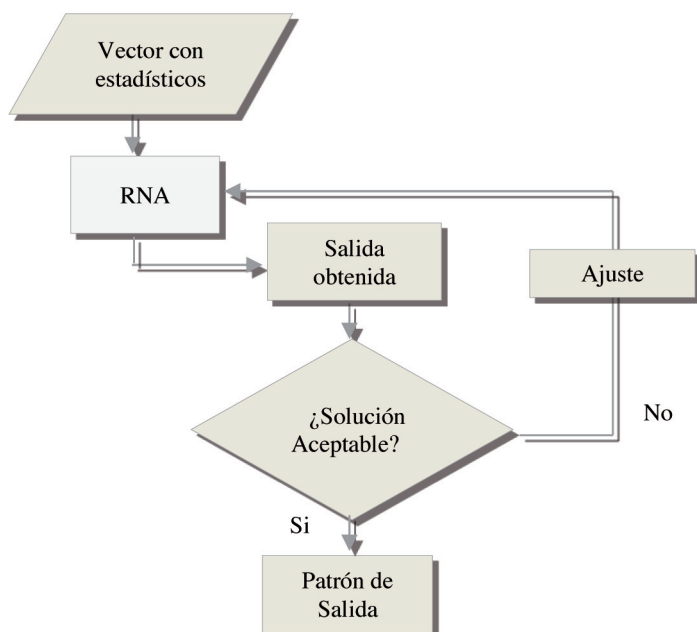 Vector con
estadísticos
RNA
Salida
obtenida
Ajuste
¿Solución
Aceptable?
No
Si
Patrón de
Salida